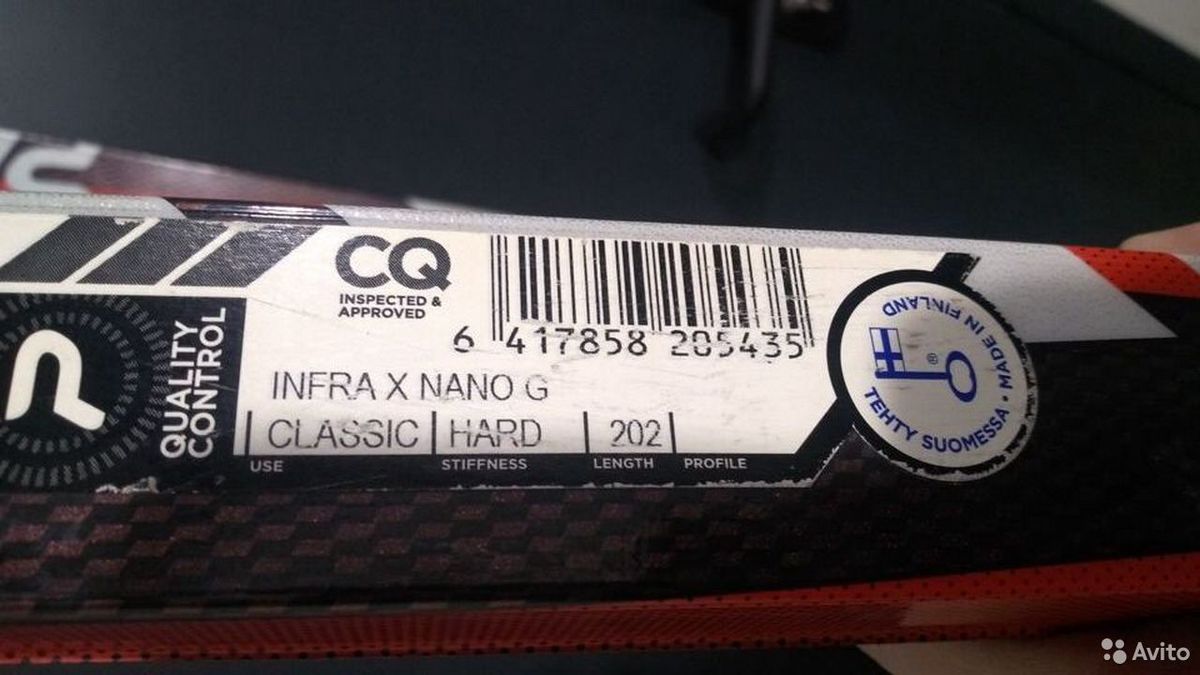 CQ
INSPECTED &
APPROVED
6 417858 205435
QUALITY
CONTROL
INFRA X NANO G
CLASSIC HARD 202
USE STIFFNESS LENGTH PROFILE
MADE IN FINLAND • TEHTY SUOMESSA
®
Avito